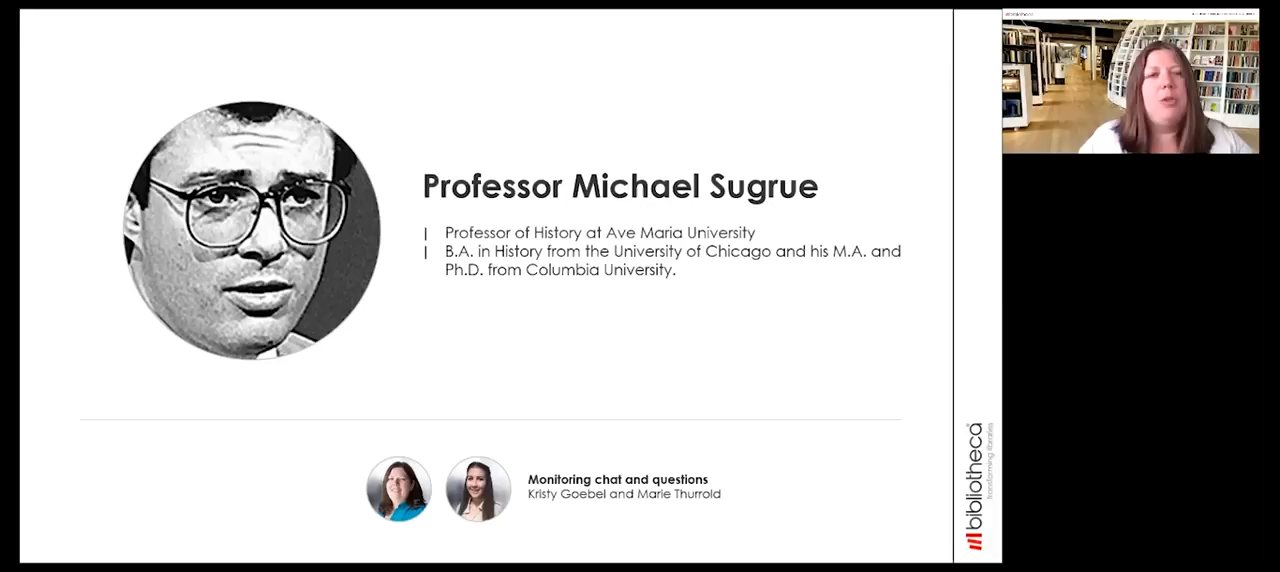 Professor Michael Sugrue
| Professor of History at Ave Maria University
| B.A. in History from the University of Chicago and his M.A. and
Ph.D. from Columbia University.
Monitoring chat and questions
Kristy Goebel and Marie Thurrold
bibliotheca
transforming libraries